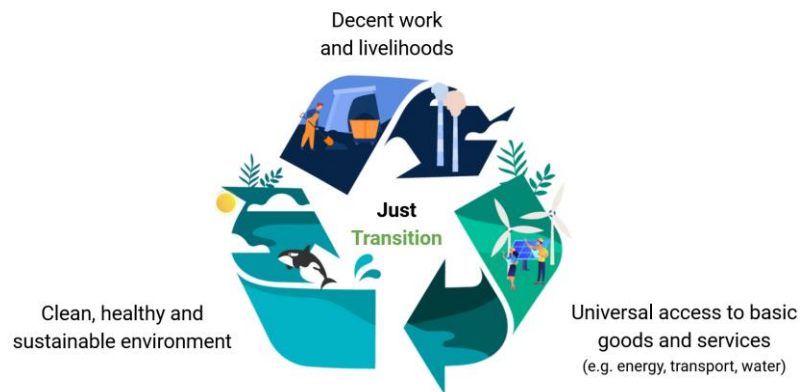 Decent work
and livelihoods
Just
Transition
Clean, healthy and
sustainable environment
Universal access to basic
goods and services
(e.g. energy, transport, water)